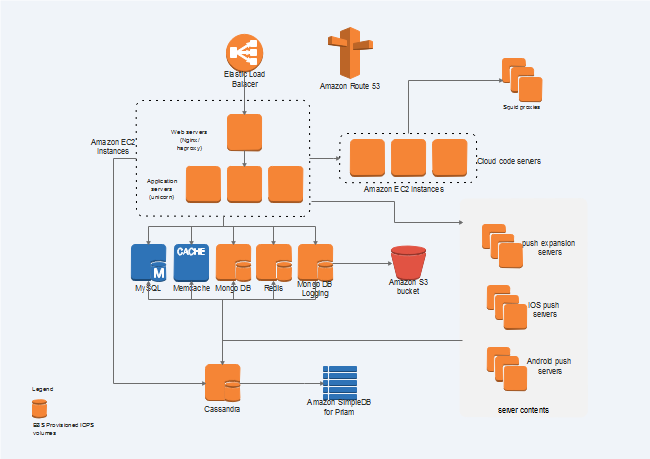 Elastic Load
Balacer
Amazon Route 53
Squid proxies
Web servers
(Nginx/
haproxy)
Amazon EC2
Instances
Cloud code servers
Application
servers
(unicorn)
Amazon EC2 Instances
push expansion
servers
CACHE
M
MySQL
Memcache
Mongo DB
Redis
Mongo DB
Logging
Amazon S3
bucket
IOS push
servers
Android push
servers
Legend
EBS Provisioned IOPS
volumes
Cassandra
Amazon SimpleDB
for Priam
server contents